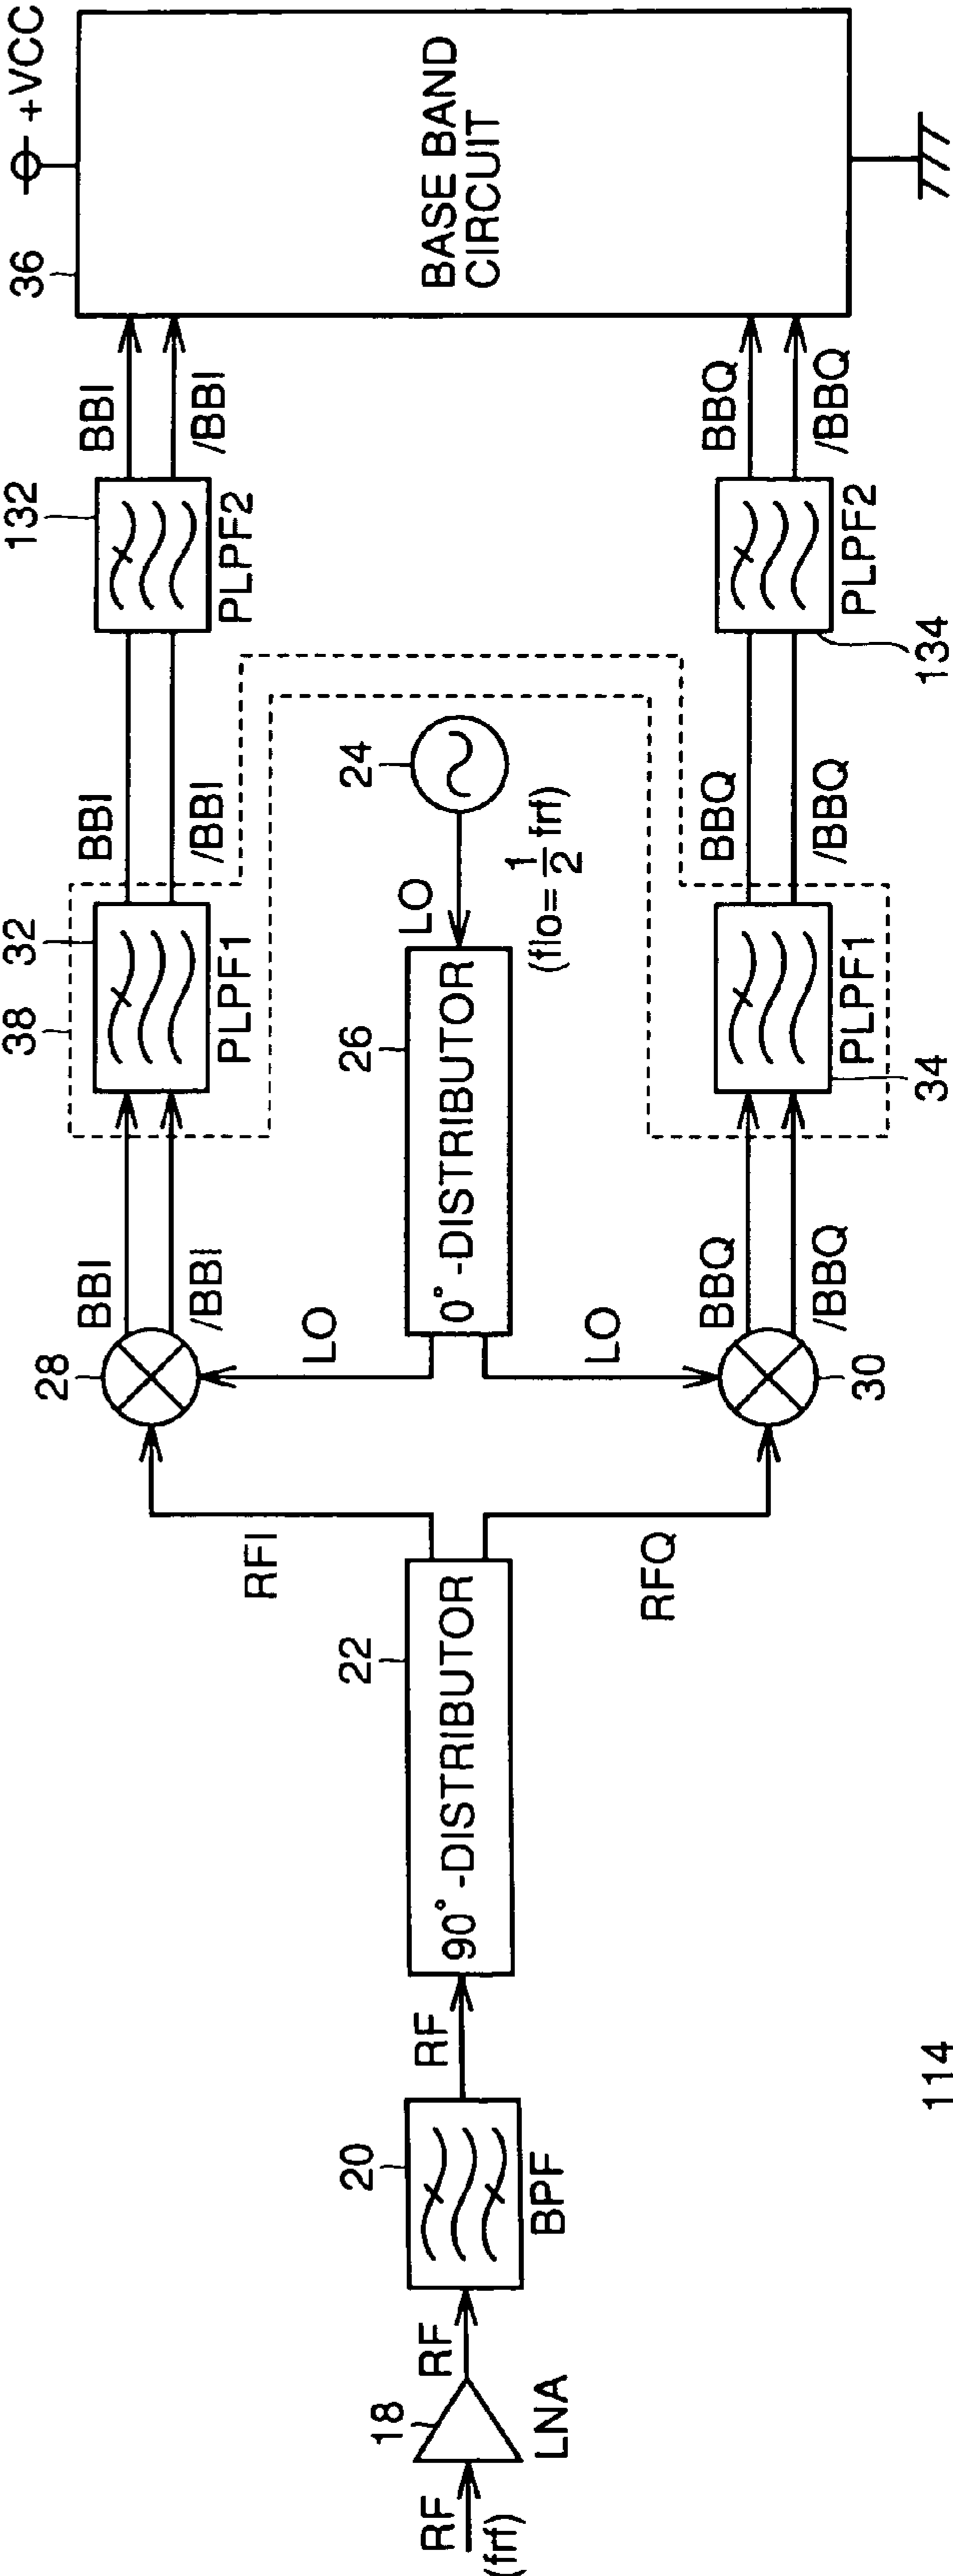 RF
(frf)
18
LNA
RF
20
BPF
RF
22
90° -DISTRIBUTOR
RFI
RFQ
28
30
LO
LO
26
0° -DISTRIBUTOR
LO
24
(flo= 1/2 frf)
BBI
/BBI
38
32
PLPF1
BBI
/BBI
132
PLPF2
BBI
/BBI
BBQ
/BBQ
34
PLPF1
BBQ
/BBQ
134
PLPF2
BBQ
/BBQ
36
+VCC
BASE BAND
CIRCUIT
114